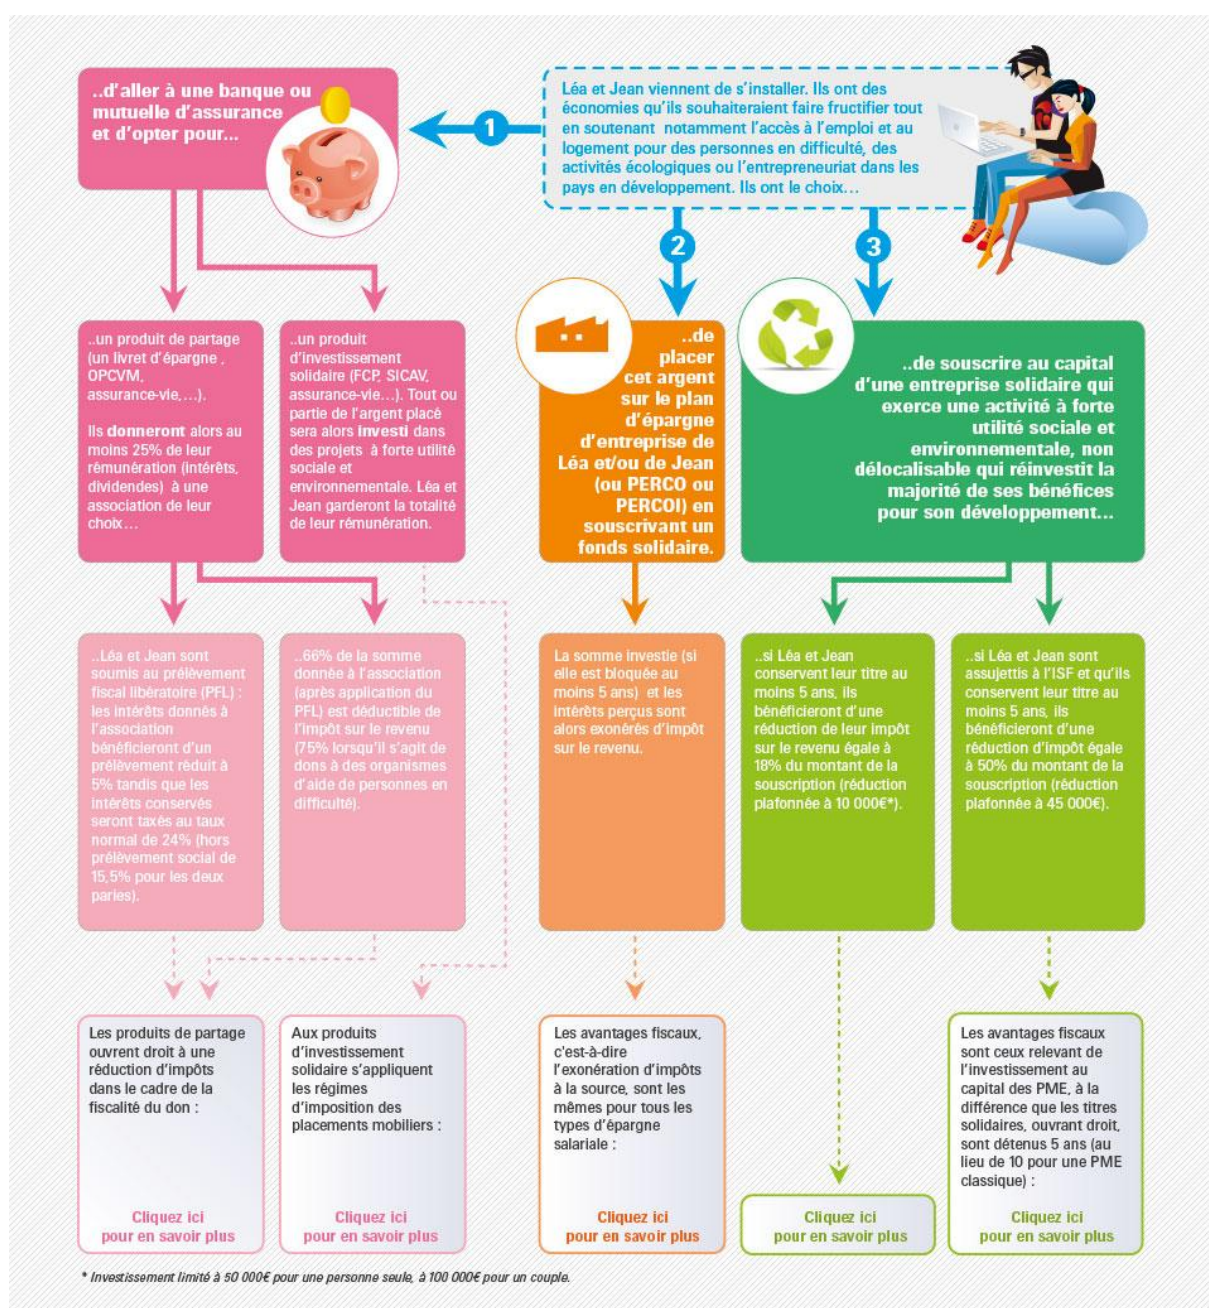 ..d'aller à une banque ou
mutuelle d'assurance
et d'opter pour...
1
Léa et Jean viennent de s'installer. Ils ont des
économies qu'ils souhaiteraient faire fructifier tout
en soutenant notamment l'accès à l'emploi et au
logement pour des personnes en difficulté, des
activités écologiques ou l'entrepreneuriat dans les
pays en développement. Ils ont le choix…
2
3
..un produit de partage
(un livret d'épargne ,
OPCVM,
assurance-vie,…).
Ils donneront alors au
moins 25% de leur
rémunération (intérêts,
dividendes) à une
association de leur
choix…
..un produit
d'investissement
solidaire (FCP, SICAV,
assurance-vie…). Tout ou
partie de l'argent placé
sera alors investi dans
des projets à forte utilité
sociale et
environnementale. Léa et
Jean garderont la totalité
de leur rémunération.
..de
placer
cet argent
sur le plan
d'épargne
d'entreprise de
Léa et/ou de Jean
(ou PERCO ou
PERCOI) en
souscrivant un
fonds solidaire.
..de souscrire au capital
d'une entreprise solidaire qui
exerce une activité à forte
utilité sociale et
environnementale, non
délocalisable qui réinvestit la
majorité de ses bénéfices
pour son développement...
..Léa et Jean sont
soumis au prélèvement
fiscal libératoire (PFL) :
les intérêts donnés à
l'association
bénéficieront d'un
prélèvement réduit à
5% tandis que les
intérêts conservés
seront taxés au taux
normal de 24% (hors
prélèvement social de
15,5% pour les deux
paries).
..66% de la somme
donnée à l'association
(après application du
PFL) est déductible de
l'impôt sur le revenu
(75% lorsqu'il s'agit de
dons à des organismes
d'aide de personnes en
difficulté).
La somme investie (si
elle est bloquée au
moins 5 ans) et les
intérêts perçus sont
alors exonérés d'impôt
sur le revenu.
..si Léa et Jean
conservent leur titre au
moins 5 ans, ils
bénéficieront d'une
réduction de leur impôt
sur le revenu égale à
18% du montant de la
souscription (réduction
plafonnée à 10 000€*).
..si Léa et Jean sont
assujettis à l'ISF et qu'ils
conservent leur titre au
moins 5 ans, ils
bénéficieront d'une
réduction d'impôt égale
à 50% du montant de la
souscription (réduction
plafonnée à 45 000€).
Les produits de partage
ouvrent droit à une
réduction d'impôts
dans le cadre de la
fiscalité du don :
Cliquez ici
pour en savoir plus
Aux produits
d'investissement
solidaire s'appliquent
les régimes
d'imposition des
placements mobiliers :
Cliquez ici
pour en savoir plus
Les avantages fiscaux,
c'est-à-dire
l'exonération d'impôts
à la source, sont les
mêmes pour tous les
types d'épargne
salariale :
Cliquez ici
pour en savoir plus
Cliquez ici
pour en savoir plus
Les avantages fiscaux
sont ceux relevant de
l'investissement au
capital des PME, à la
différence que les titres
solidaires, ouvrant droit,
sont détenus 5 ans (au
lieu de 10 pour une PME
classique) :
Cliquez ici
pour en savoir plus
* Investissement limité à 50 000€ pour une personne seule, à 100 000€ pour un couple.